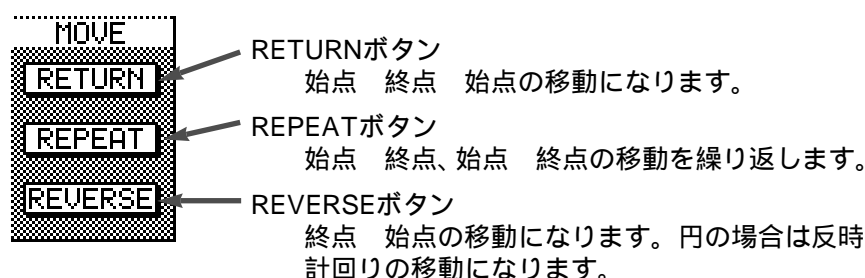 MOVE
RETURN
REPEAT
REVERSE
RETURNボタン
始点　終点　始点の移動になります。
REPEATボタン
始点　終点、始点　終点の移動を繰り返します。
REVERSEボタン
終点　始点の移動になります。円の場合は反時
計回りの移動になります。